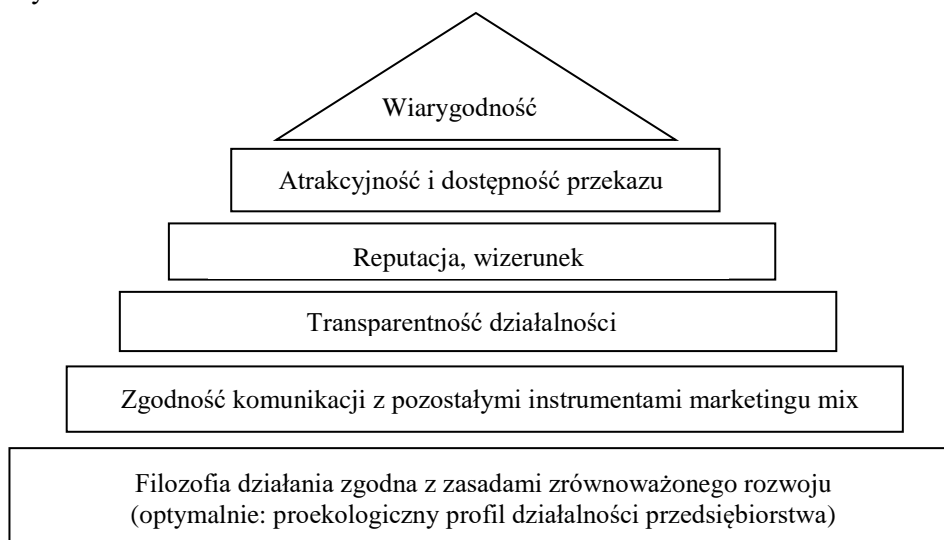 Wiarygodność
Atrakcyjność i dostępność przekazu
Reputacja, wizerunek
Transparentność działalności
Zgodność komunikacji z pozostałymi instrumentami marketingu mix
Filozofia działania zgodna z zasadami zrównoważonego rozwoju
(optymalnie: proekologiczny profil działalności przedsiębiorstwa)